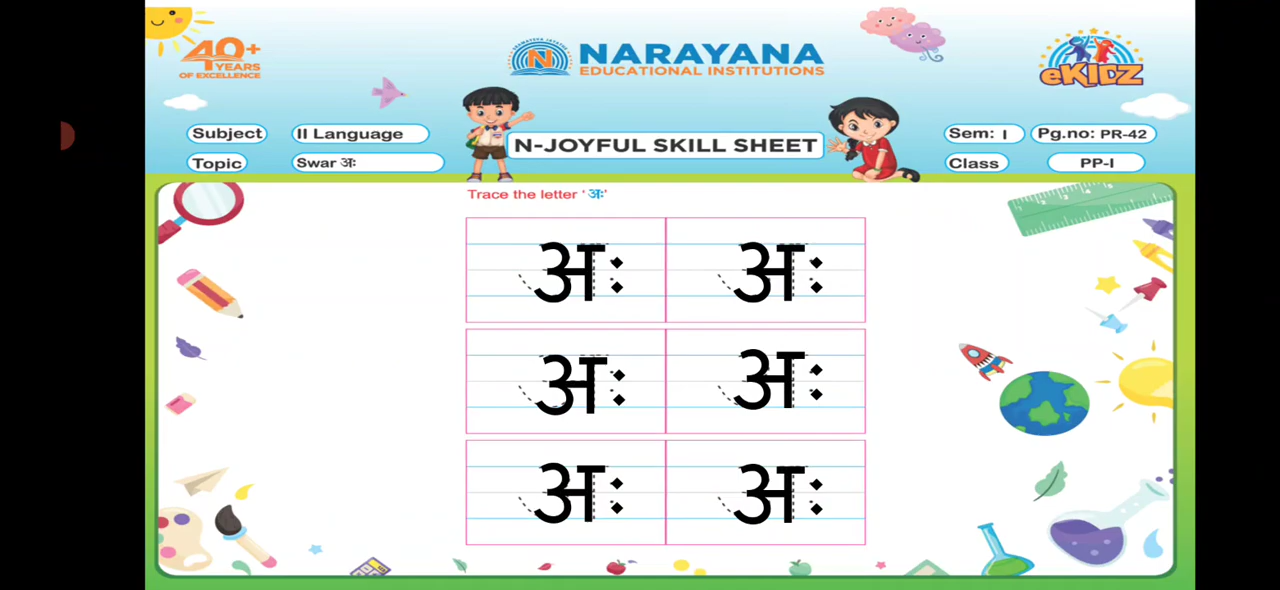 40+
YEARS
OF EXCELLENCE
N
NARAYANA
EDUCATIONAL INSTITUTIONS
eKIDZ
Subject
II Language
Sem: I
Pg.no: PR-42
N-JOYFUL SKILL SHEET
Topic
Swar अः
Class
PP-I
Trace the letter ' अः'
अः अः
अः अः
अः अः